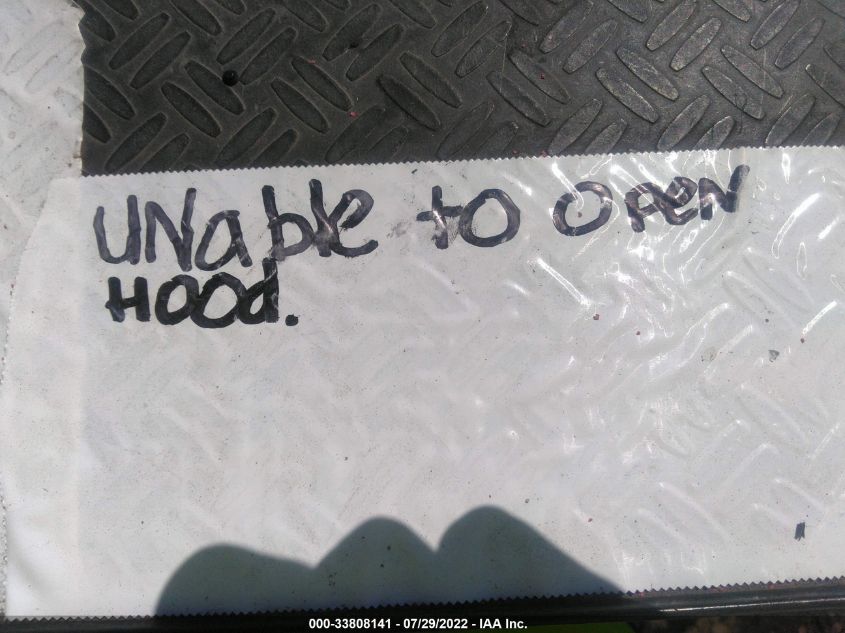 UNable to OPeN
HOOd.
000-33808141 - 07/29/2022 - IAA Inc.